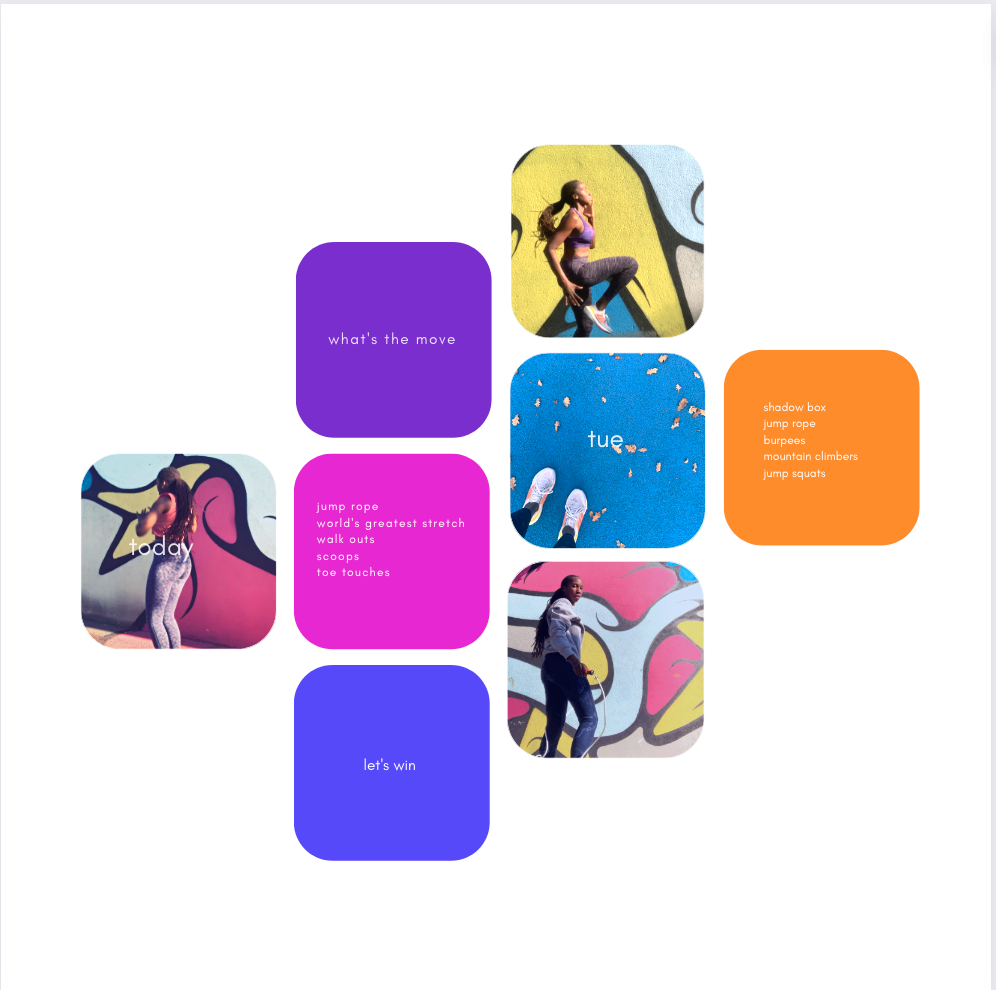 what's the move
tue
shadow box
jump rope
burpees
mountain climbers
jump squats
today
jump rope
world's greatest stretch
walk outs
scoops
toe touches
let's win